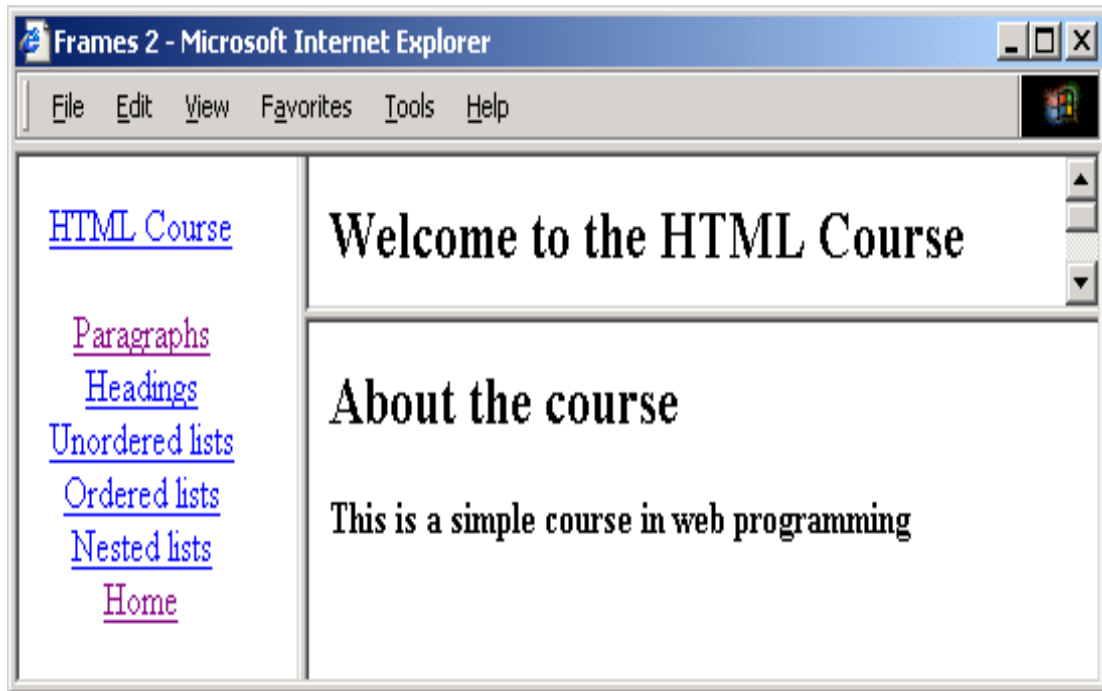 Frames 2 - Microsoft Internet Explorer
File Edit View Favorites Tools Help
HTML Course
Paragraphs
Headings
Unordered lists
Ordered lists
Nested lists
Home
Welcome to the HTML Course
About the course
This is a simple course in web programming